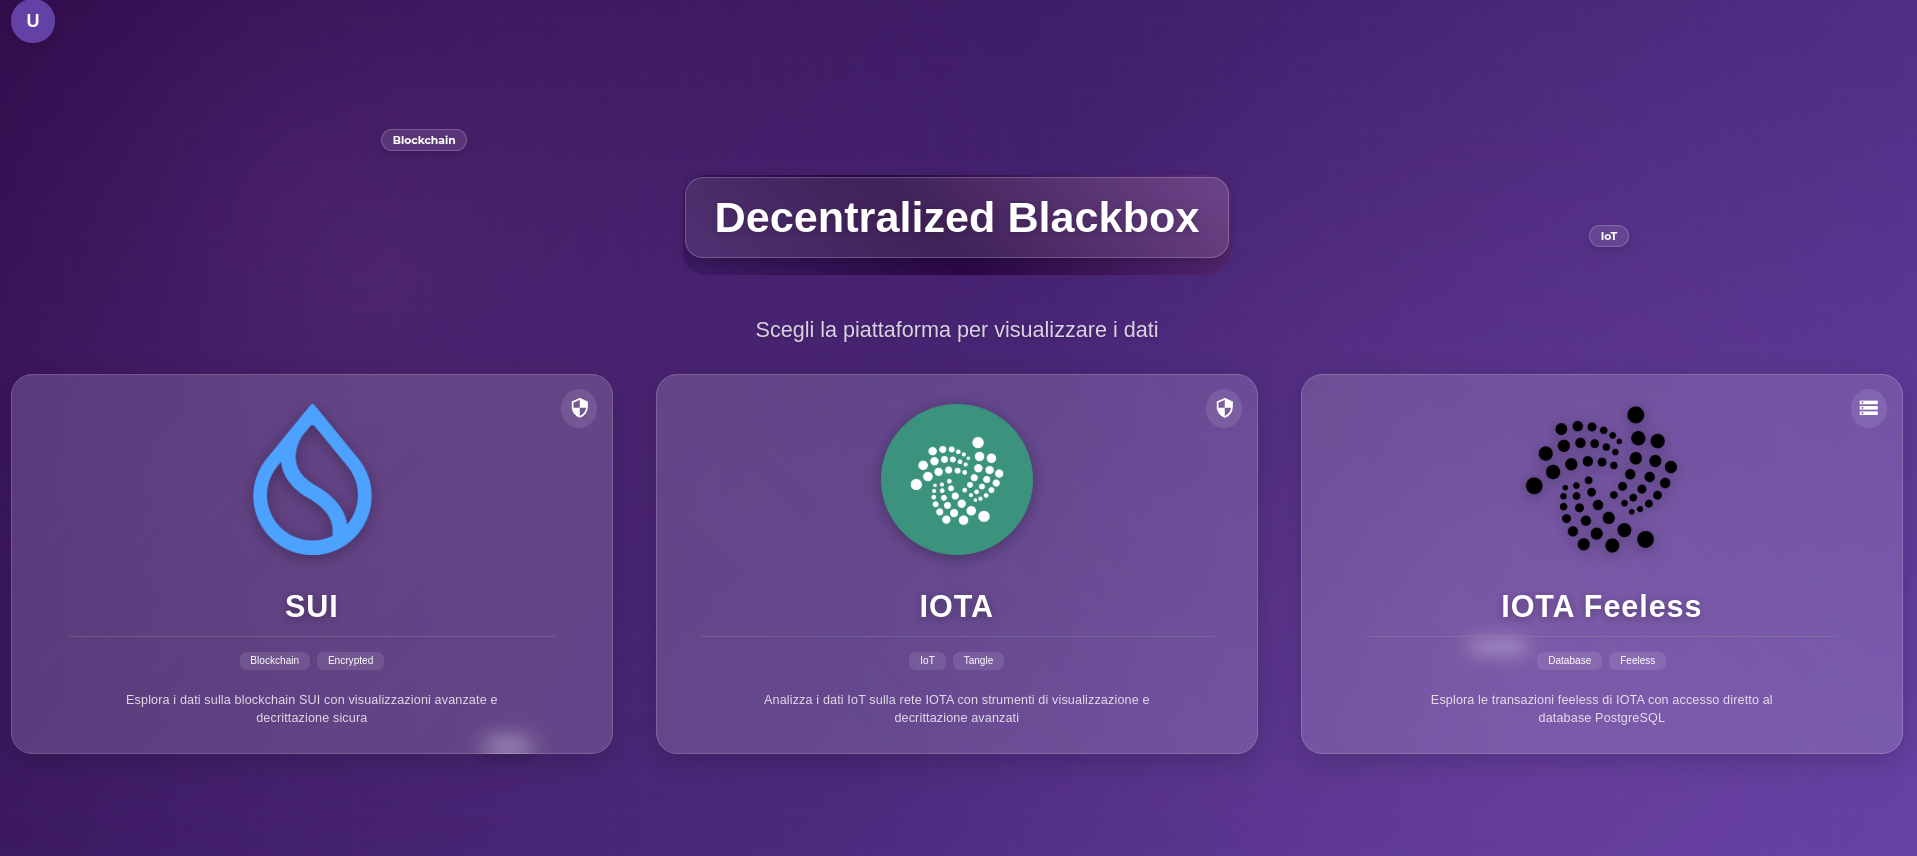 U
Blockchain
Decentralized Blackbox
IoT
Scegli la piattaforma per visualizzare i dati
SUI
Blockchain
Encrypted
Esplora i dati sulla blockchain SUI con visualizzazioni avanzate e
decrittazione sicura
IOTA
IoT
Tangle
Analizza i dati IoT sulla rete IOTA con strumenti di visualizzazione e
decrittazione avanzati
IOTA Feeless
Database
Feeless
Esplora le transazioni feeless di IOTA con accesso diretto al
database PostgreSQL